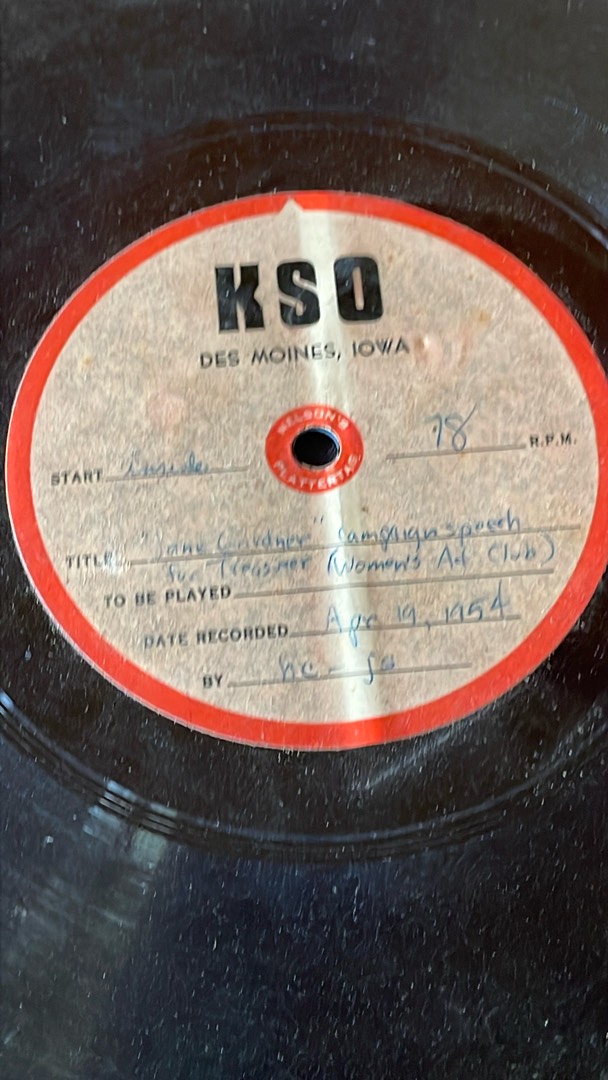 KSO
DES MOINES, IOWA
NELSON'S
PLATTERTAB
START inside
78 R.P.M.
TITLE "Jane Gardner" Campaign speech
for Treasurer (Women's Ad Club)
TO BE PLAYED
DATE RECORDED Apr 19, 1954
BY